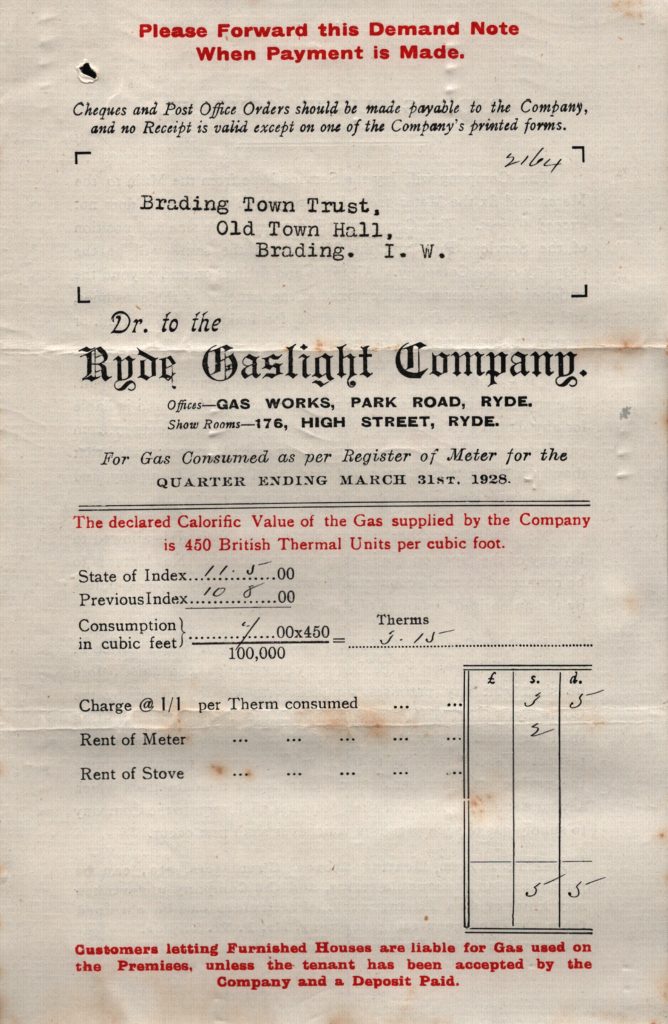 Please Forward this Demand Note
When Payment is Made.
Cheques and Post Office Orders should be made payable to the Company,
and no Receipt is valid except on one of the Company's printed forms.
2164
Brading Town Trust,
Old Town Hall,
Brading. I. W.
Dr. to the
Ryde Gaslight Company.
Offices—GAS WORKS, PARK ROAD, RYDE.
Show Rooms—176, HIGH STREET, RYDE.
For Gas Consumed as per Register of Meter for the
QUARTER ENDING MARCH 31ST, 1928.
The declared Calorific Value of the Gas supplied by the Company
is 450 British Thermal Units per cubic foot.
State of Index...11.5...00
Previous Index...10 8...00
Consumption
in cubic feet} ...7...00x450 = Therms 3.15
100,000
£ s. d.
Charge @ 1/1 per Therm consumed ... ... 3 5
Rent of Meter ... ... ... ... ... 2
Rent of Stove ... ... ... ... ...
5 5
Customers letting Furnished Houses are liable for Gas used on
the Premises, unless the tenant has been accepted by the
Company and a Deposit Paid.